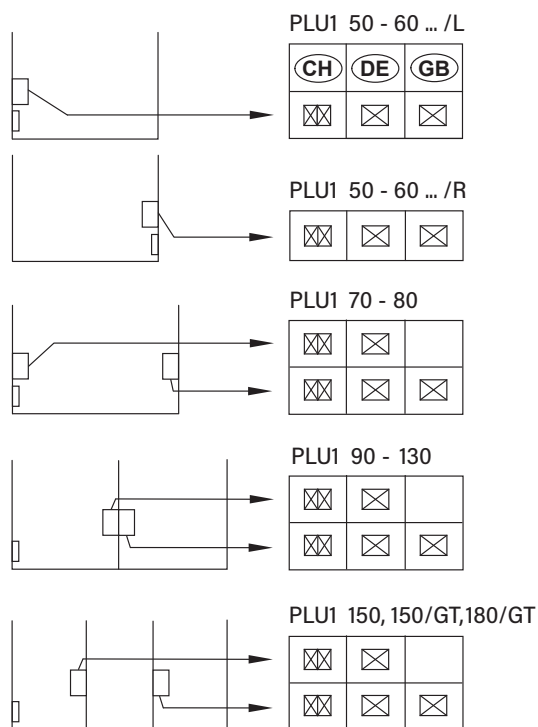 PLU1 50 - 60 ... /L
CH DE GB
PLU1 50 - 60 ... /R
PLU1 70 - 80
PLU1 90 - 130
PLU1 150, 150/GT,180/GT